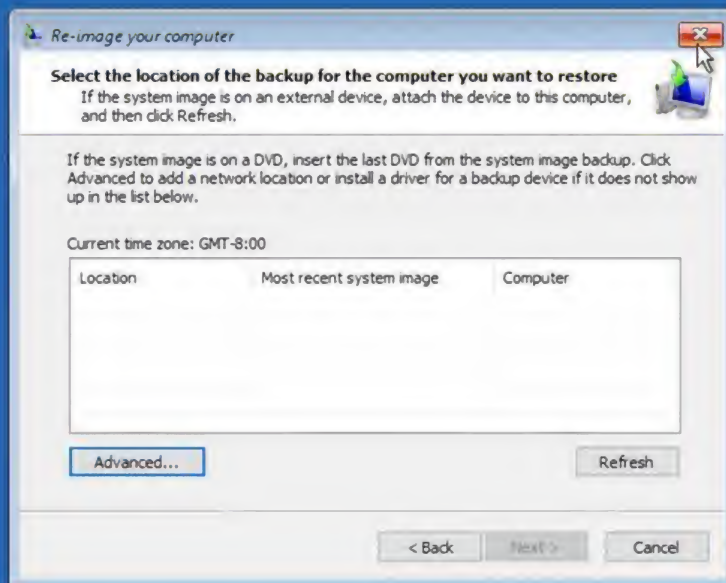 Re-image your computer
Select the location of the backup for the computer you want to restore
If the system image is on an external device, attach the device to this computer,
and then click Refresh.
If the system image is on a DVD, insert the last DVD from the system image backup. Click
Advanced to add a network location or install a driver for a backup device if it does not show
up in the list below.
Current time zone: GMT-8:00
Location Most recent system image Computer
Advanced... Refresh
< Back Next > Cancel